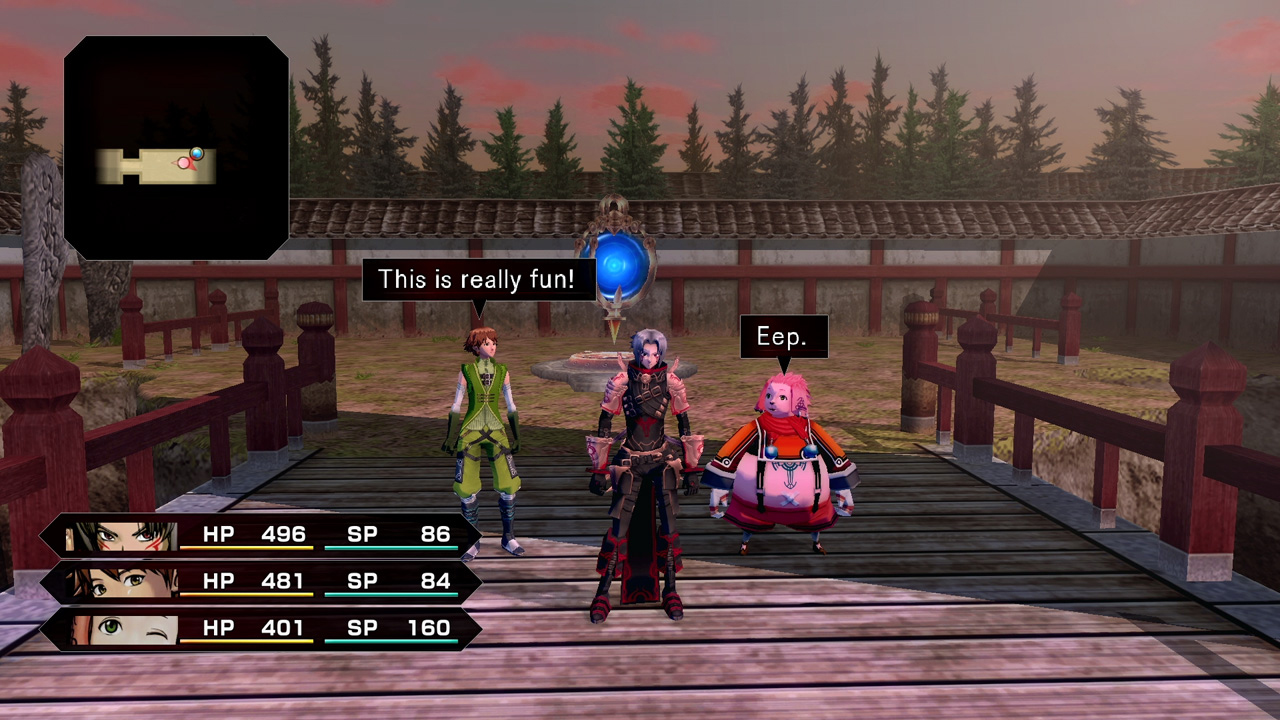 This is really fun!
Eep.
HP 496 SP 86
HP 481 SP 84
HP 401 SP 160